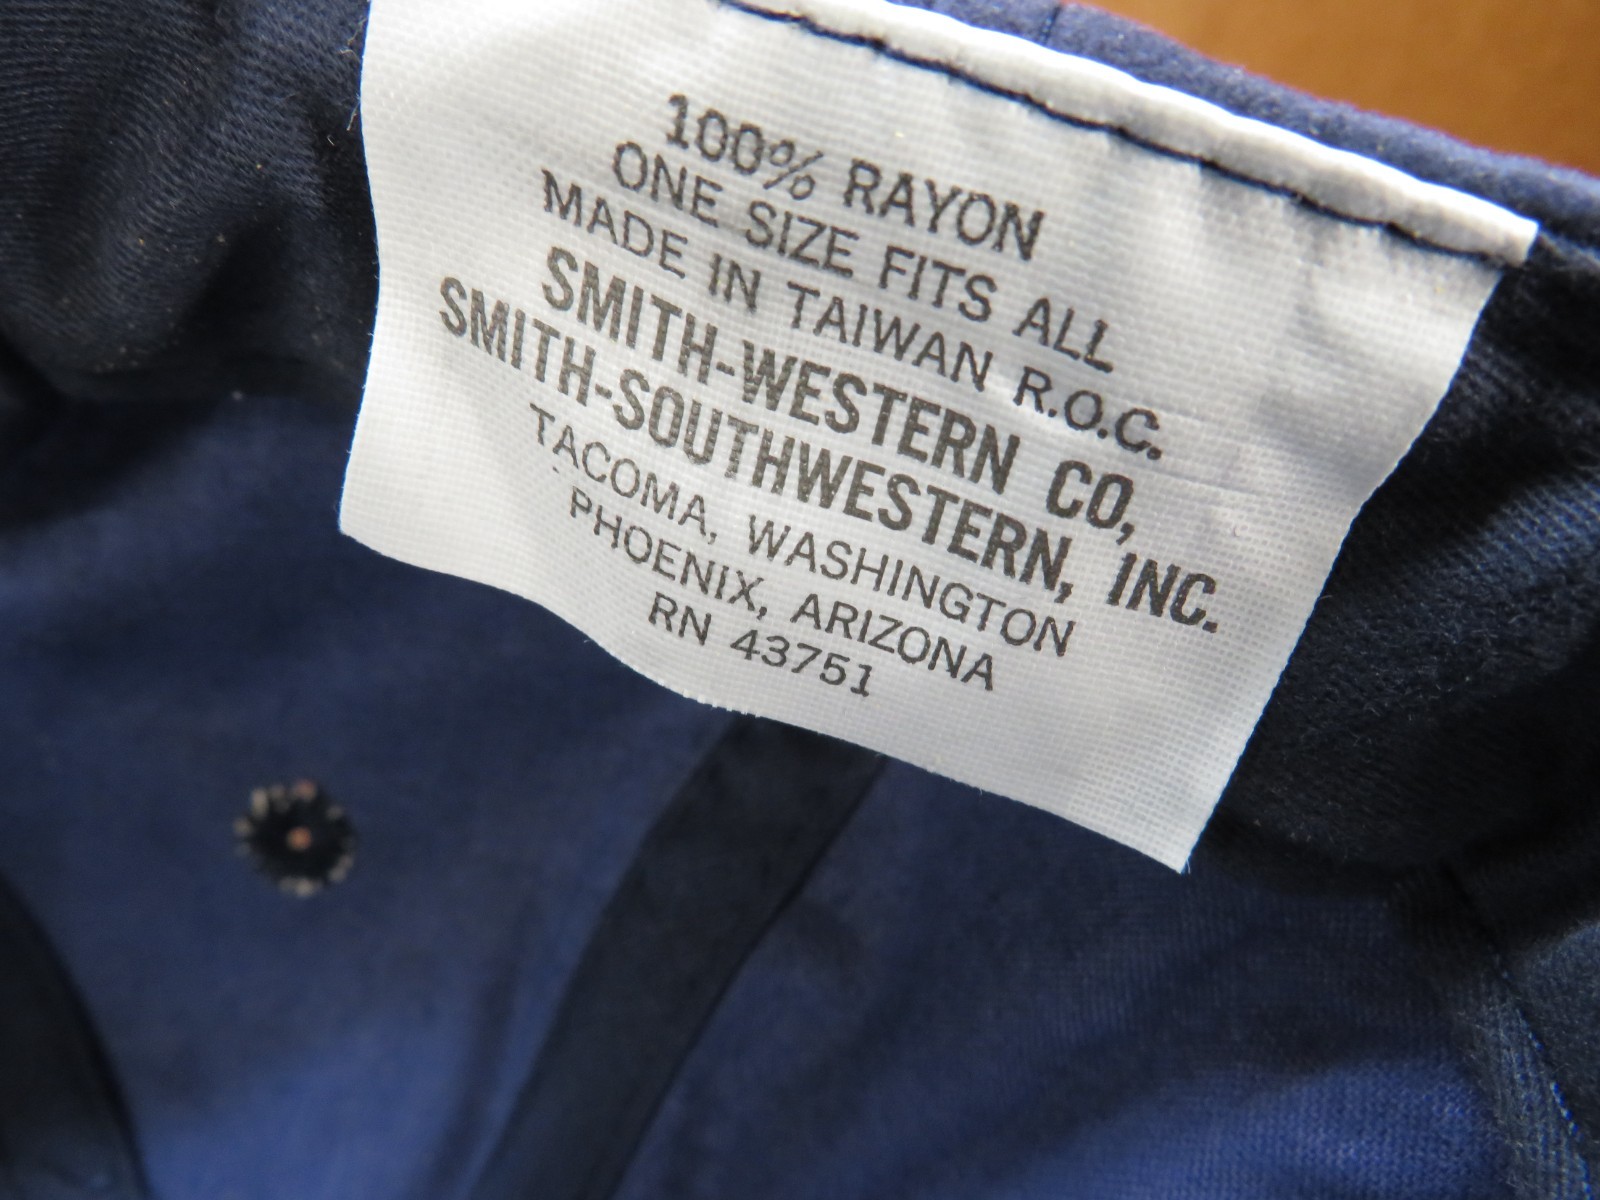 100% RAYON
ONE SIZE FITS ALL
MADE IN TAIWAN R.O.C.
SMITH-WESTERN CO,
SMITH-SOUTHWESTERN, INC.
TACOMA, WASHINGTON
PHOENIX, ARIZONA
RN 43751